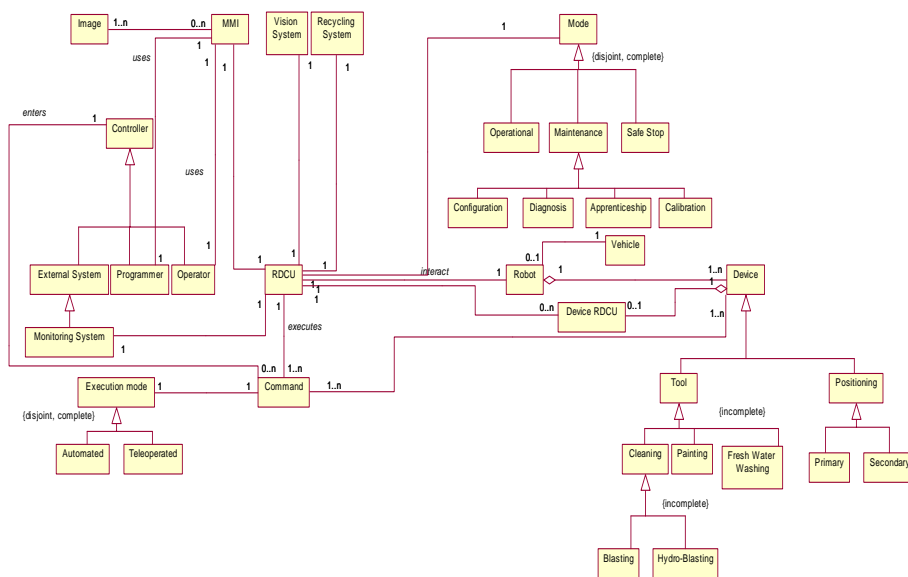 Image
1..n
0..n
MMI
1
1
1
uses
Vision
System
1
Recycling
System
1
1
Mode
{disjoint, complete}
Operational
Maintenance
Safe Stop
Configuration
Diagnosis
Apprenticeship
Calibration
enters
1
Controller
uses
External System
1
Programmer
1
Operator
Monitoring System
1
1
1
1
RDCU
1
1
1
1
1
interact
1
Robot
0..1
1
Vehicle
1
1..n
Device
1
1..n
0..n
Device RDCU
0..1
executes
0..n
1..n
Command
1..n
Execution mode
1
1
{disjoint, complete}
Automated
Teleoperated
Tool
Positioning
{incomplete}
Cleaning
Painting
Fresh Water
Washing
Primary
Secondary
{incomplete}
Blasting
Hydro-Blasting